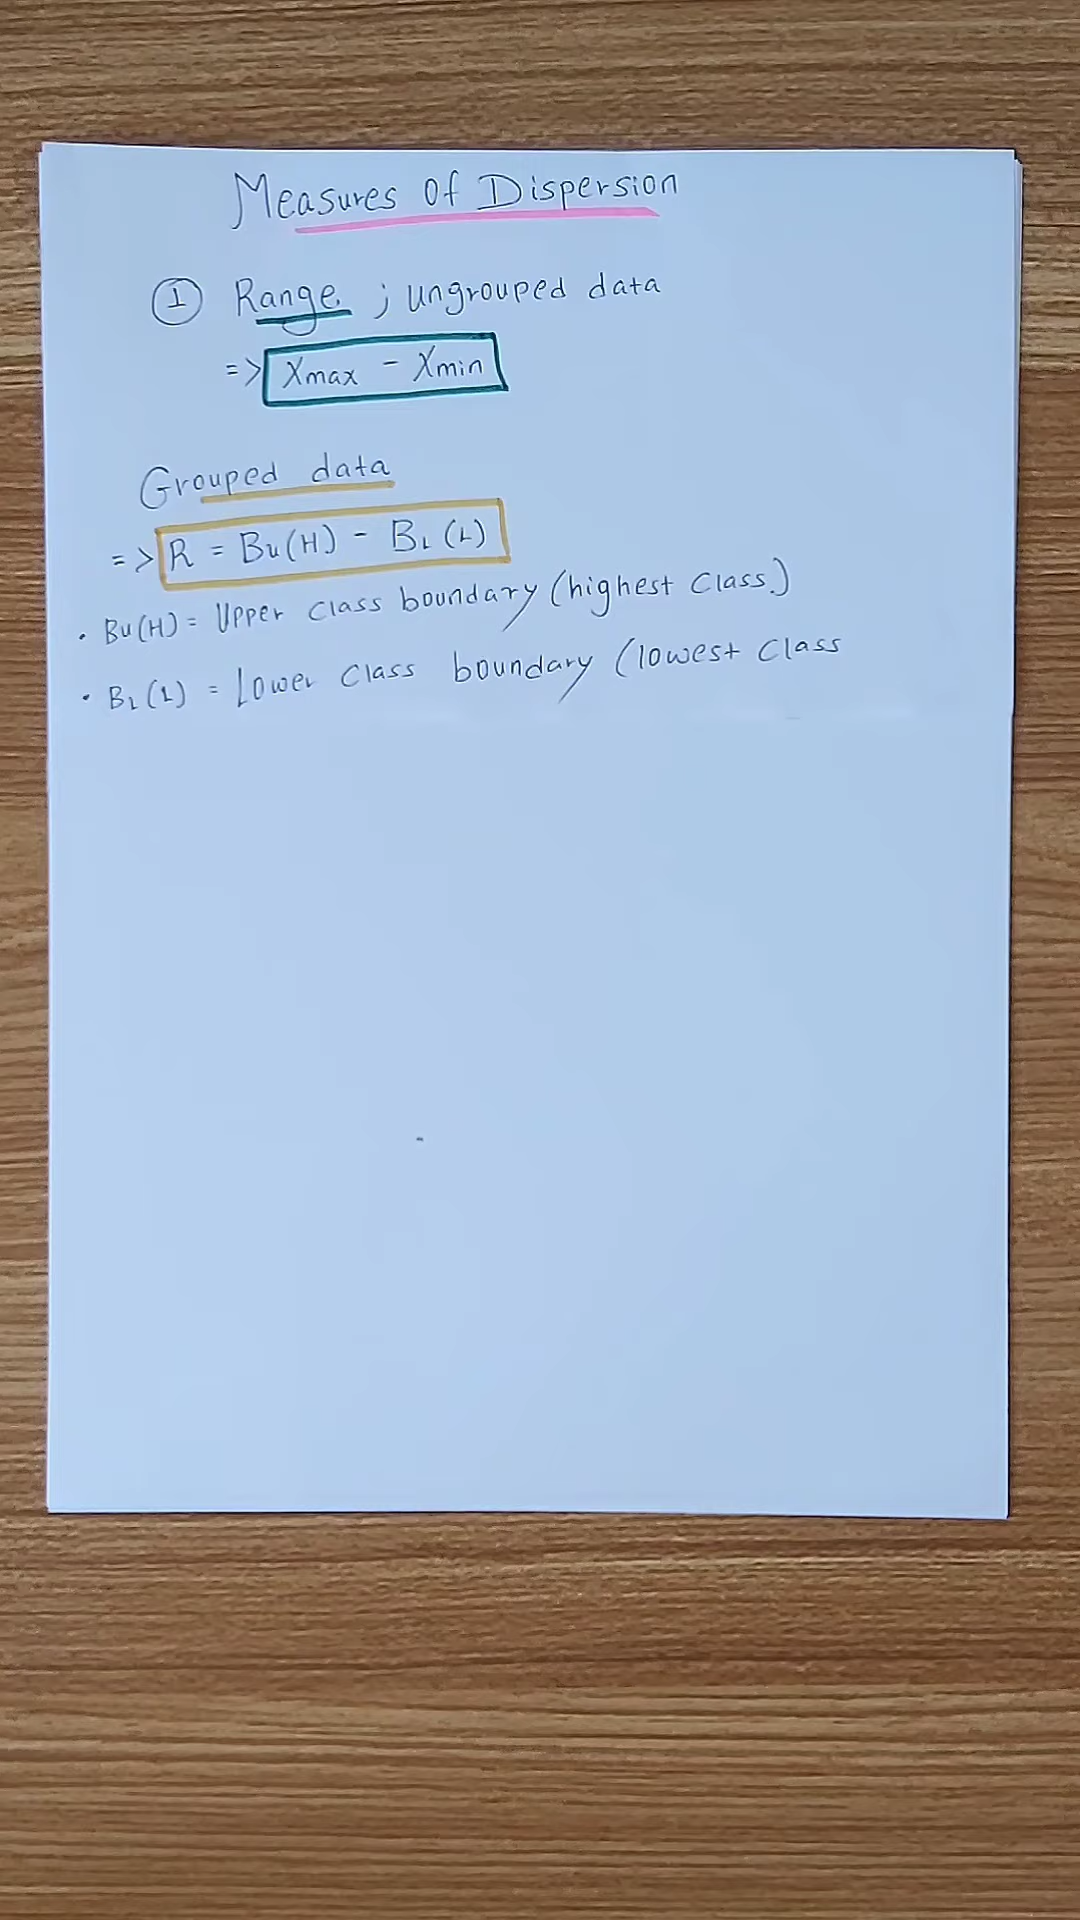 Measures Of Dispersion
① Range ; ungrouped data
=> Xmax - Xmin
Grouped data
=> R = Bu(H) - BL(L)
• Bu(H) = Upper class boundary (highest class.)
• BL(L) = Lower class boundary (lowest class